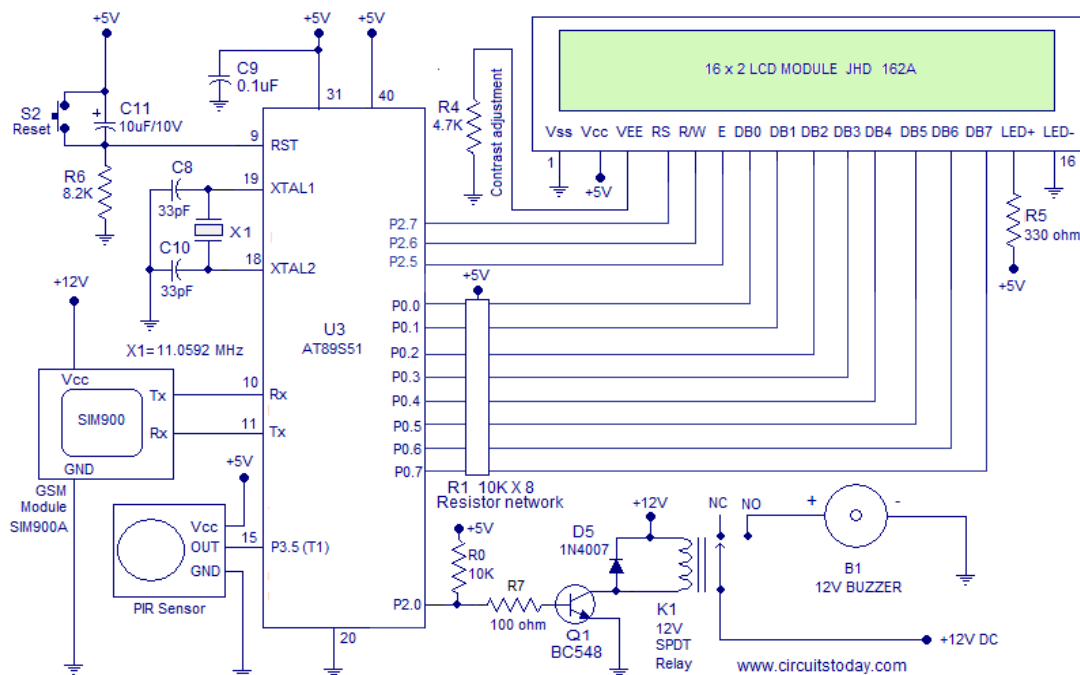 +5V
+5V
+5V
C9
0.1uF
31
40
S2
Reset
+
C11
10uF/10V
R4
4.7K
Contrast adjustment
16 x 2 LCD MODULE JHD 162A
Vss Vcc VEE RS R/W E DB0 DB1 DB2 DB3 DB4 DB5 DB6 DB7 LED+ LED-
1
16
+5V
9
RST
R6
8.2K
C8
33pF
19
XTAL1
X1
C10
33pF
18
XTAL2
P2.7
P2.6
P2.5
R5
330 ohm
+5V
+12V
+5V
P0.0
P0.1
P0.2
P0.3
P0.4
P0.5
P0.6
P0.7
U3
AT89S51
X1= 11.0592 MHz
Vcc
Tx
10
Rx
SIM900
Rx
11
Tx
GND
GSM
Module
SIM900A
+5V
R1 10K X 8
Resistor network
Vcc
OUT
15
P3.5 (T1)
GND
PIR Sensor
+5V
R0
10K
P2.0
R7
100 ohm
Q1
BC548
D5
1N4007
+12V
K1
12V
SPDT
Relay
NC
NO
+
-
B1
12V BUZZER
+12V DC
20
www.circuitstoday.com